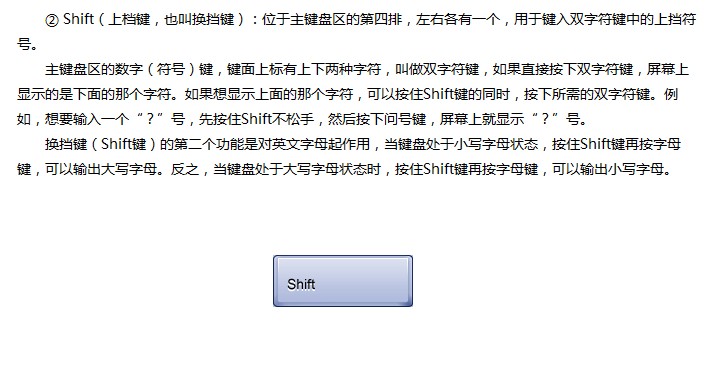 ② Shift（上档键，也叫换挡键）：位于主键盘区的第四排，左右各有一个，用于键入双字符键中的上挡符
号。
主键盘区的数字（符号）键，键面上标有上下两种字符，叫做双字符键，如果直接按下双字符键，屏幕上
显示的是下面的那个字符。如果想显示上面的那个字符，可以按住Shift键的同时，按下所需的双字符键。例
如，想要输入一个“？”号，先按住Shift不松手，然后按下问号键，屏幕上就显示“？”号。
换挡键（Shift键）的第二个功能是对英文字母起作用，当键盘处于小写字母状态，按住Shift键再按字母
键，可以输出大写字母。反之，当键盘处于大写字母状态时，按住Shift键再按字母键，可以输出小写字母。
Shift